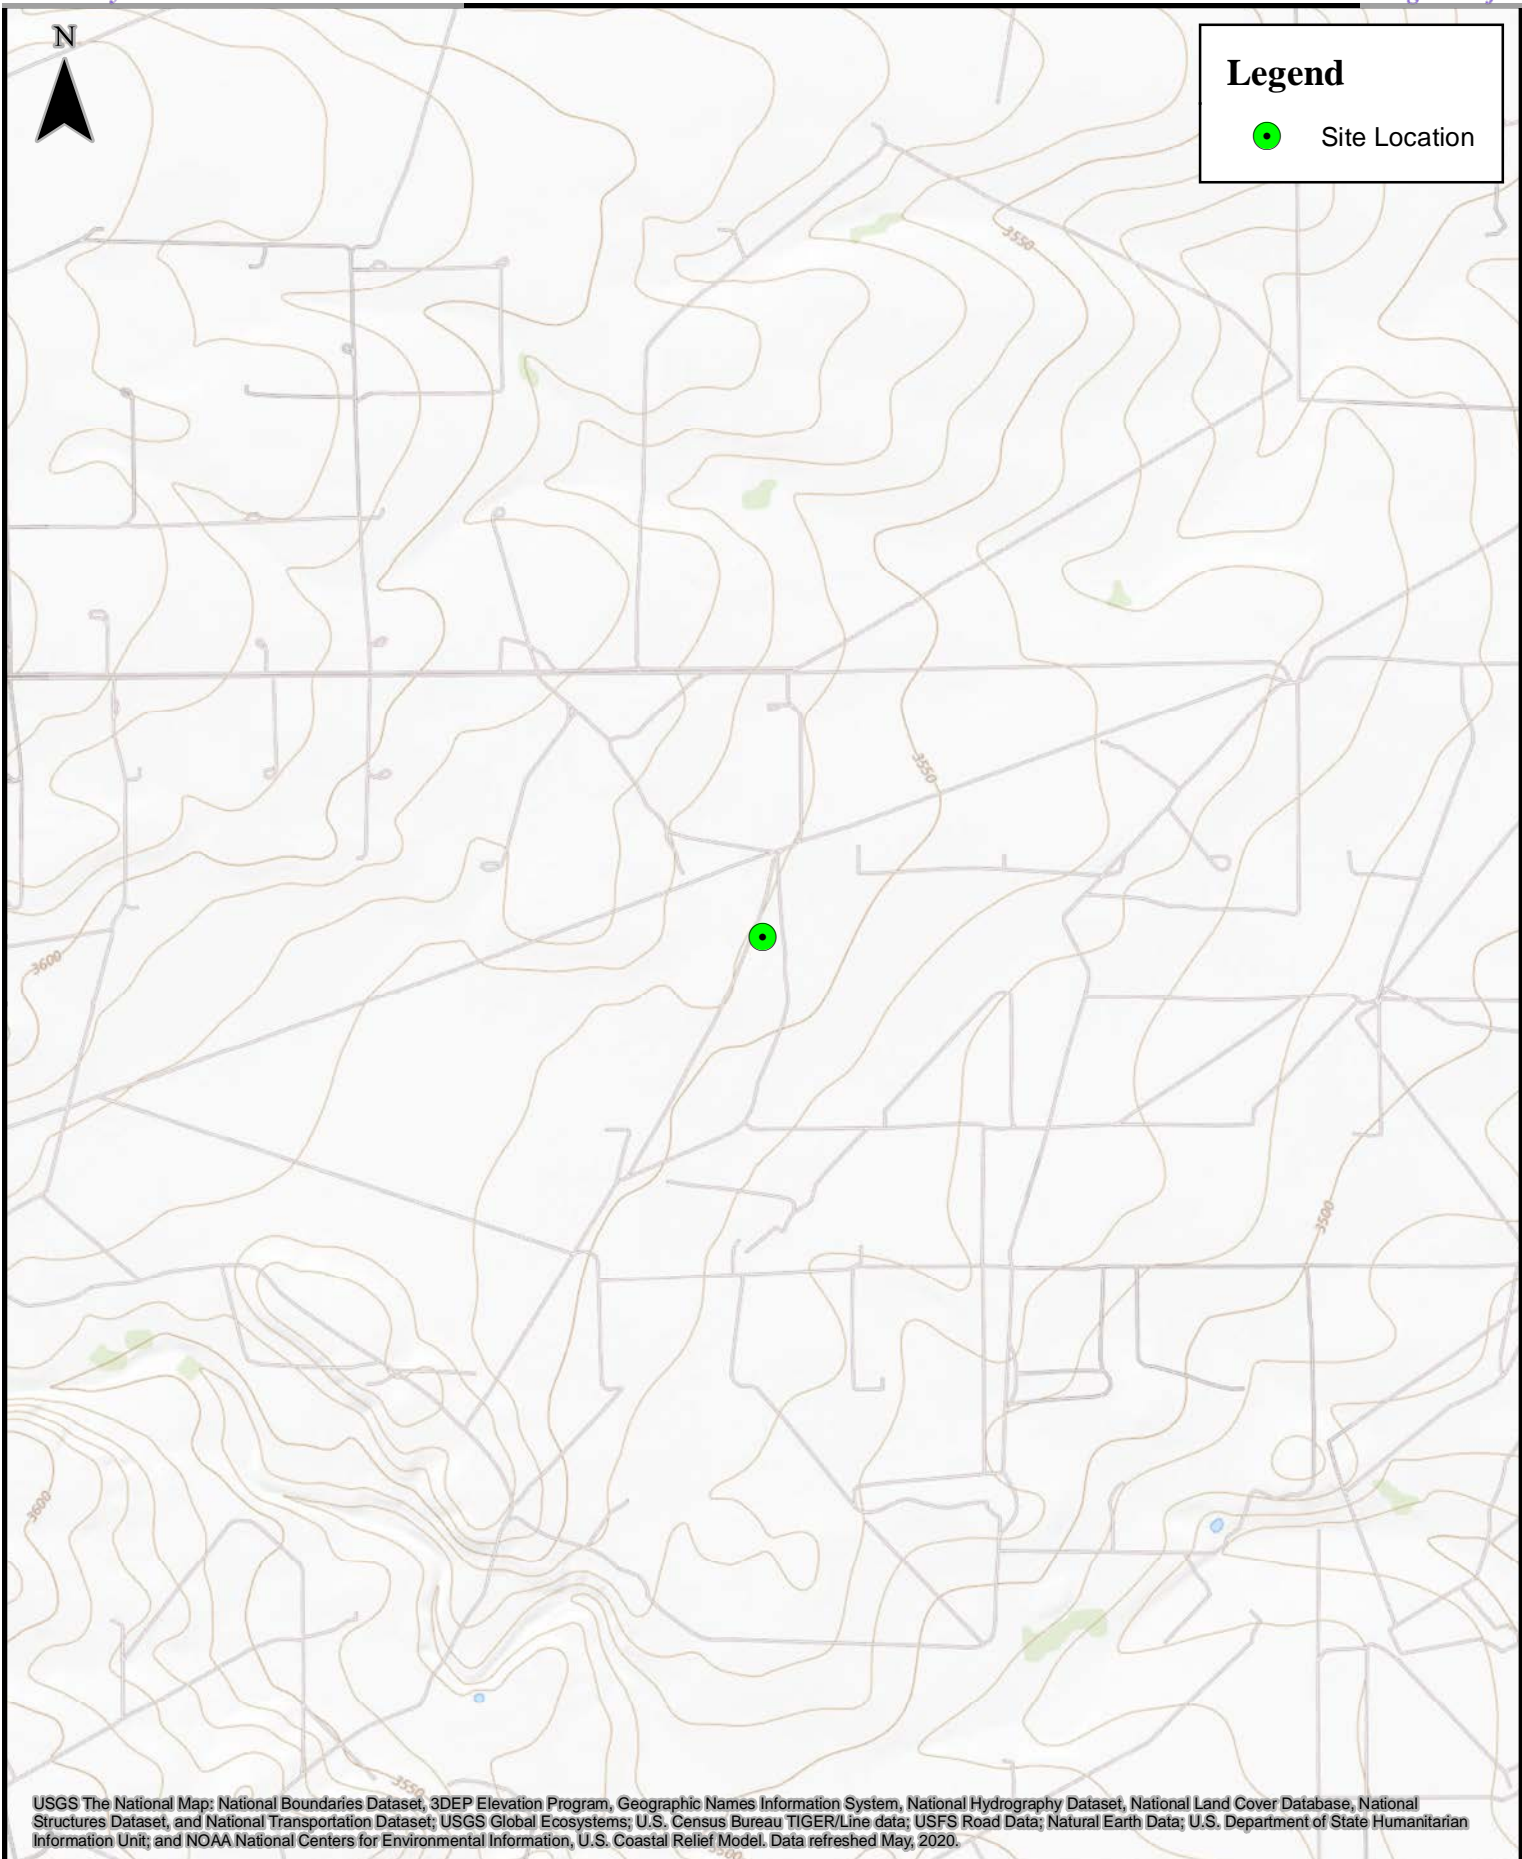 N
Legend
Site Location
3550
3550
3600
3500
3600
3550
USGS The National Map: National Boundaries Dataset, 3DEP Elevation Program, Geographic Names Information System, National Hydrography Dataset, National Land Cover Database, National
Structures Dataset, and National Transportation Dataset; USGS Global Ecosystems; U.S. Census Bureau TIGER/Line data; USFS Road Data; Natural Earth Data; U.S. Department of State Humanitarian
Information Unit; and NOAA National Centers for Environmental Information, U.S. Coastal Relief Model. Data refreshed May, 2020.
3500